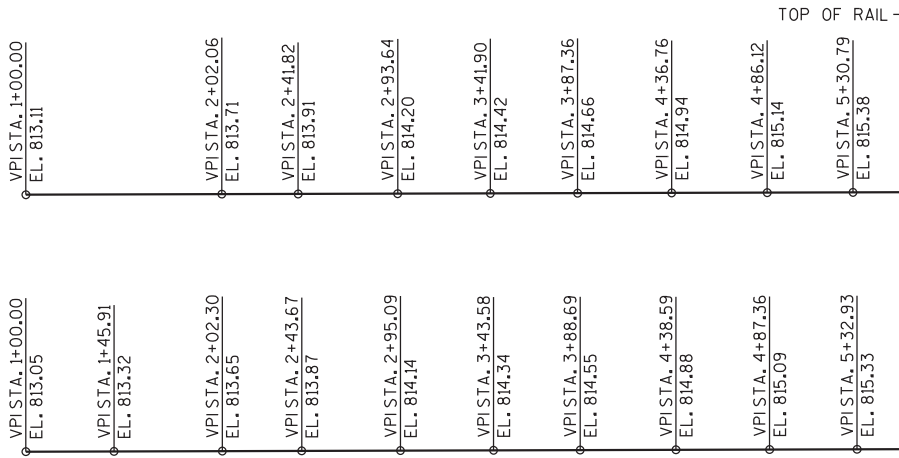 TOP OF RAIL
VPI STA. 1+00.00
EL. 813.11
VPI STA. 2+02.06
EL. 813.71
VPI STA. 2+41.82
EL. 813.91
VPI STA. 2+93.64
EL. 814.20
VPI STA. 3+41.90
EL. 814.42
VPI STA. 3+87.36
EL. 814.66
VPI STA. 4+36.76
EL. 814.94
VPI STA. 4+86.12
EL. 815.14
VPI STA. 5+30.79
EL. 815.38
VPI STA. 1+00.00
EL. 813.05
VPI STA. 1+45.91
EL. 813.32
VPI STA. 2+02.30
EL. 813.65
VPI STA. 2+43.67
EL. 813.87
VPI STA. 2+95.09
EL. 814.14
VPI STA. 3+43.58
EL. 814.34
VPI STA. 3+88.69
EL. 814.55
VPI STA. 4+38.59
EL. 814.88
VPI STA. 4+87.36
EL. 815.09
VPI STA. 5+32.93
EL. 815.33